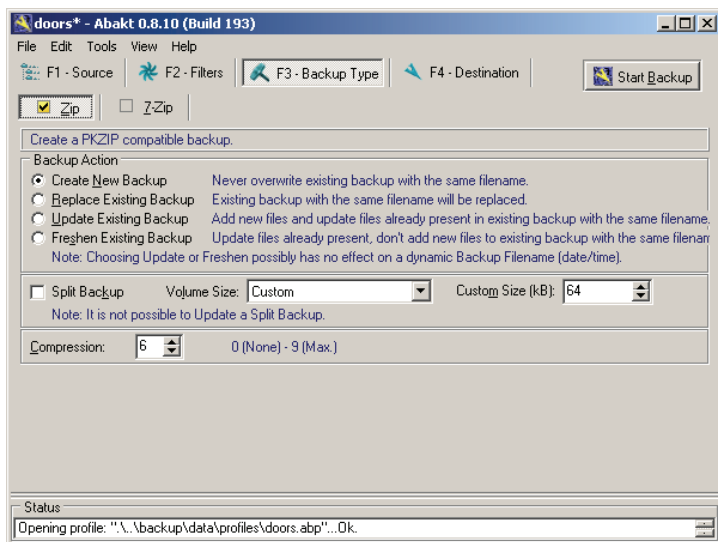 doors* - Abakt 0.8.10 (Build 193)
File Edit Tools View Help
F1 - Source F2 - Filters F3 - Backup Type F4 - Destination Start Backup
Zip 7-Zip
Create a PKZIP compatible backup.
Backup Action
Create New Backup Never overwrite existing backup with the same filename.
Replace Existing Backup Existing backup with the same filename will be replaced.
Update Existing Backup Add new files and update files already present in existing backup with the same filename.
Freshen Existing Backup Update files already present, don't add new files to existing backup with the same filenam
Note: Choosing Update or Freshen possibly has no effect on a dynamic Backup Filename (date/time).
Split Backup Volume Size: Custom Custom Size (kB): 64
Note: It is not possible to Update a Split Backup.
Compression: 6 0 (None) - 9 (Max.)
Status
Opening profile: ".\..\backup\data\profiles\doors.abp"...Ok.